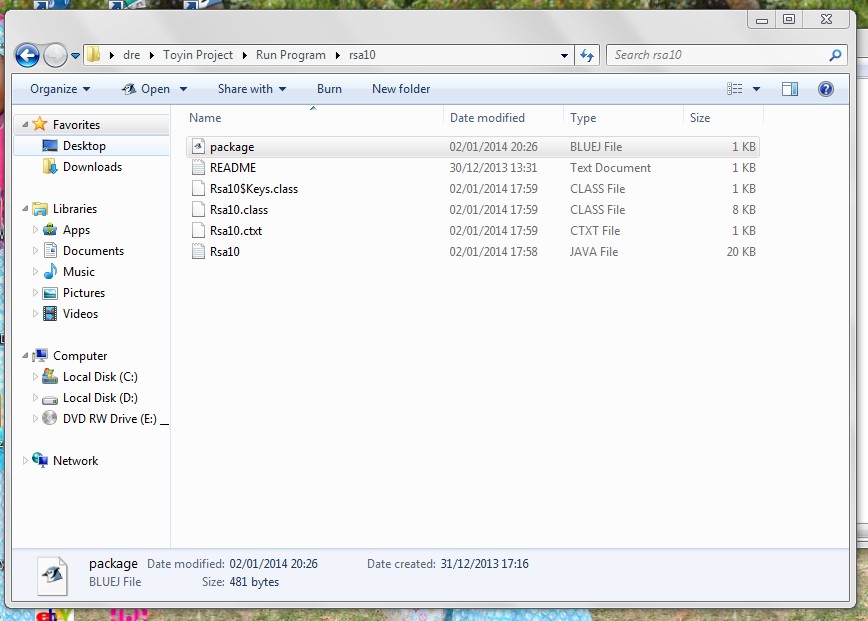 dre Toyin Project Run Program rsa10 Search rsa10
Organize Open Share with Burn New folder
Name Date modified Type Size
Favorites
Desktop
Downloads
Libraries
Apps
Documents
Music
Pictures
Videos
Computer
Local Disk (C:)
Local Disk (D:)
DVD RW Drive (E:) __
Network
package 02/01/2014 20:26 BLUEJ File 1 KB
README 30/12/2013 13:31 Text Document 1 KB
Rsa10$Keys.class 02/01/2014 17:59 CLASS File 1 KB
Rsa10.class 02/01/2014 17:59 CLASS File 8 KB
Rsa10.ctxt 02/01/2014 17:59 CTXT File 1 KB
Rsa10 02/01/2014 17:58 JAVA File 20 KB
package Date modified: 02/01/2014 20:26 Date created: 31/12/2013 17:16
BLUEJ File Size: 481 bytes